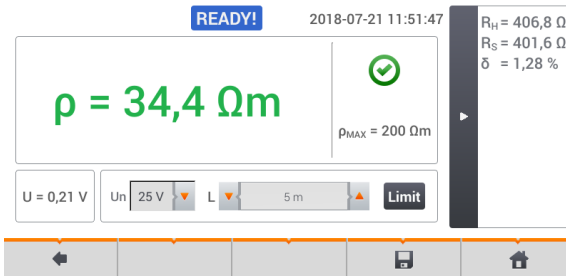 READY!
2018-07-21 11:51:47
ρ = 34,4 Ωm
ρMAX = 200 Ωm
RH = 406,8 Ω
RS = 401,6 Ω
δ = 1,28 %
U = 0,21 V
Un 25 V L 5 m Limit